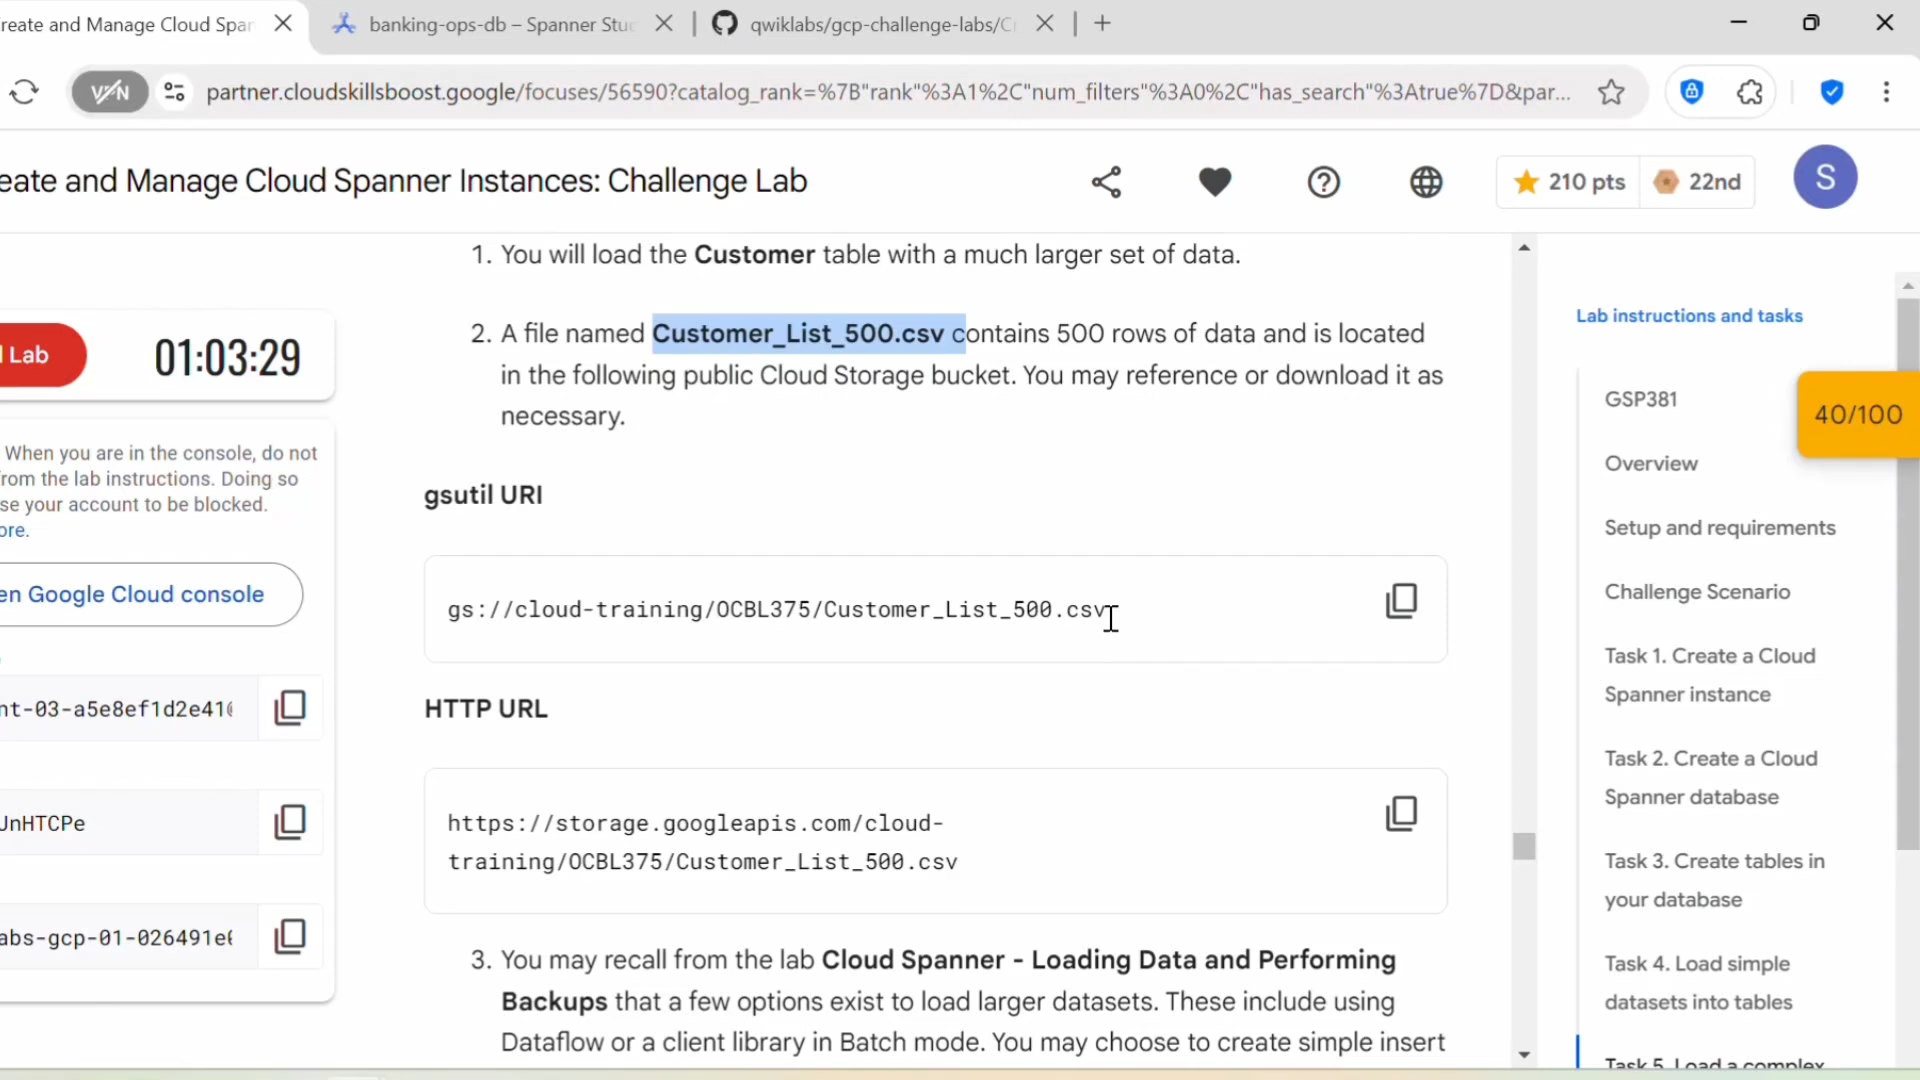 reate and Manage Cloud Spar
banking-ops-db – Spanner Stu
qwiklabs/gcp-challenge-labs/C
VPN
partner.cloudskillsboost.google/focuses/56590?catalog_rank=%7B"rank"%3A1%2C"num_filters"%3A0%2C"has_search"%3Atrue%7D&par...
eate and Manage Cloud Spanner Instances: Challenge Lab
210 pts
22nd
S
l Lab
01:03:29
When you are in the console, do not
rom the lab instructions. Doing so
se your account to be blocked.
ore.
en Google Cloud console
nt-03-a5e8ef1d2e410
JnHTCPe
abs-gcp-01-026491e
1. You will load the Customer table with a much larger set of data.
2. A file named Customer_List_500.csv contains 500 rows of data and is located
in the following public Cloud Storage bucket. You may reference or download it as
necessary.
gsutil URI
gs://cloud-training/OCBL375/Customer_List_500.csv
HTTP URL
https://storage.googleapis.com/cloud-
training/OCBL375/Customer_List_500.csv
3. You may recall from the lab Cloud Spanner - Loading Data and Performing
Backups that a few options exist to load larger datasets. These include using
Dataflow or a client library in Batch mode. You may choose to create simple insert
Lab instructions and tasks
GSP381
40/100
Overview
Setup and requirements
Challenge Scenario
Task 1. Create a Cloud
Spanner instance
Task 2. Create a Cloud
Spanner database
Task 3. Create tables in
your database
Task 4. Load simple
datasets into tables
Task 5. Load a complex